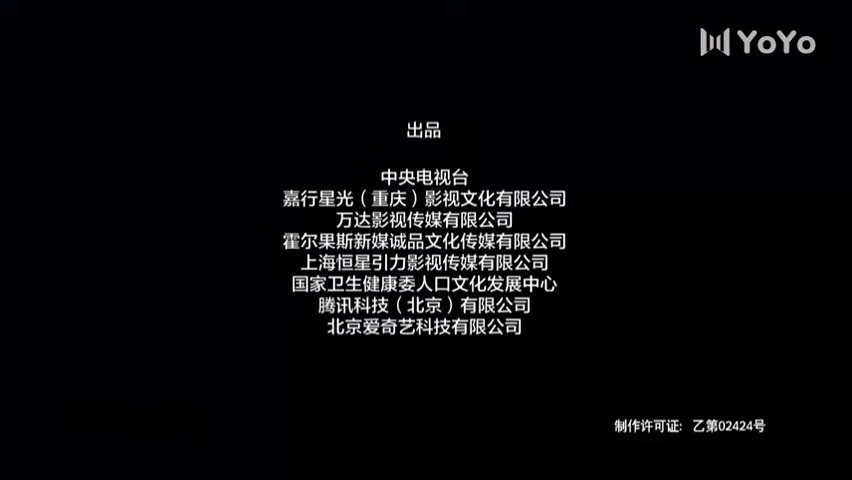 YoYo
出品
中央电视台
嘉行星光（重庆）影视文化有限公司
万达影视传媒有限公司
霍尔果斯新媒诚品文化传媒有限公司
上海恒星引力影视传媒有限公司
国家卫生健康委人口文化发展中心
腾讯科技（北京）有限公司
北京爱奇艺科技有限公司
制作许可证: 乙第02424号